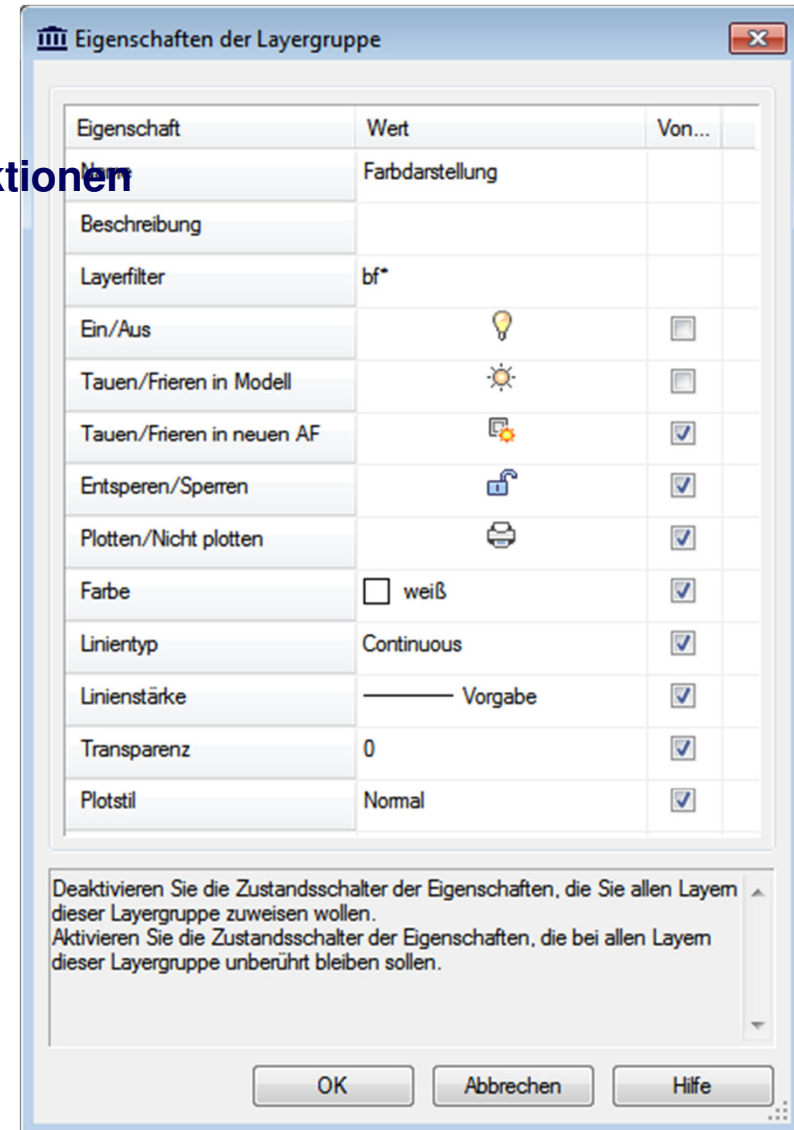 Eigenschaften der Layergruppe
Eigenschaft Wert Von...
ktionen
Name Farbdarstellung
Beschreibung
Layerfilter bf*
Ein/Aus
Tauen/Frieren in Modell
Tauen/Frieren in neuen AF
Entsperen/Sperren
Plotten/Nicht plotten
Farbe weiß
Linientyp Continuous
Linienstärke Vorgabe
Transparenz 0
Plotstil Normal
Deaktivieren Sie die Zustandsschalter der Eigenschaften, die Sie allen Layern
dieser Layergruppe zuweisen wollen.
Aktivieren Sie die Zustandsschalter der Eigenschaften, die bei allen Layern
dieser Layergruppe unberührt bleiben sollen.
OK Abbrechen Hilfe